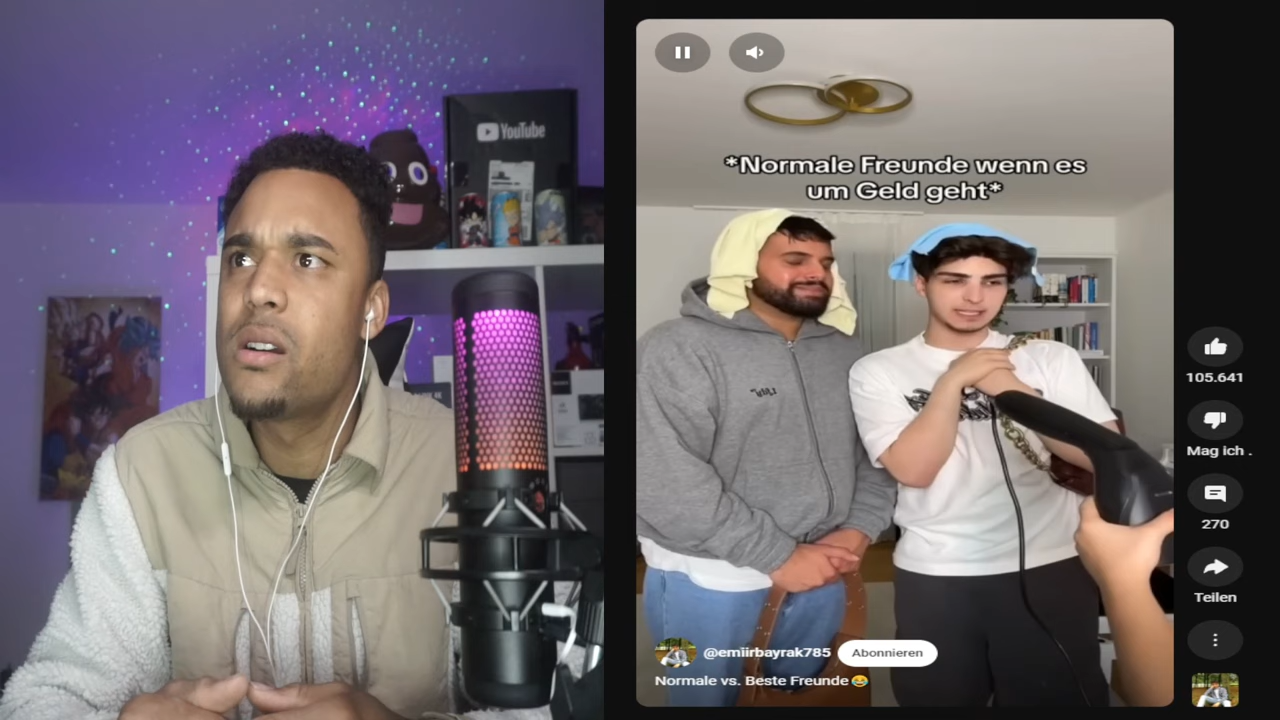 YouTube
*Normale Freunde wenn es
um Geld geht*
105.641
Mag ich .
270
Teilen
@emiirbayrak785
Abonnieren
Normale vs. Beste Freunde😂